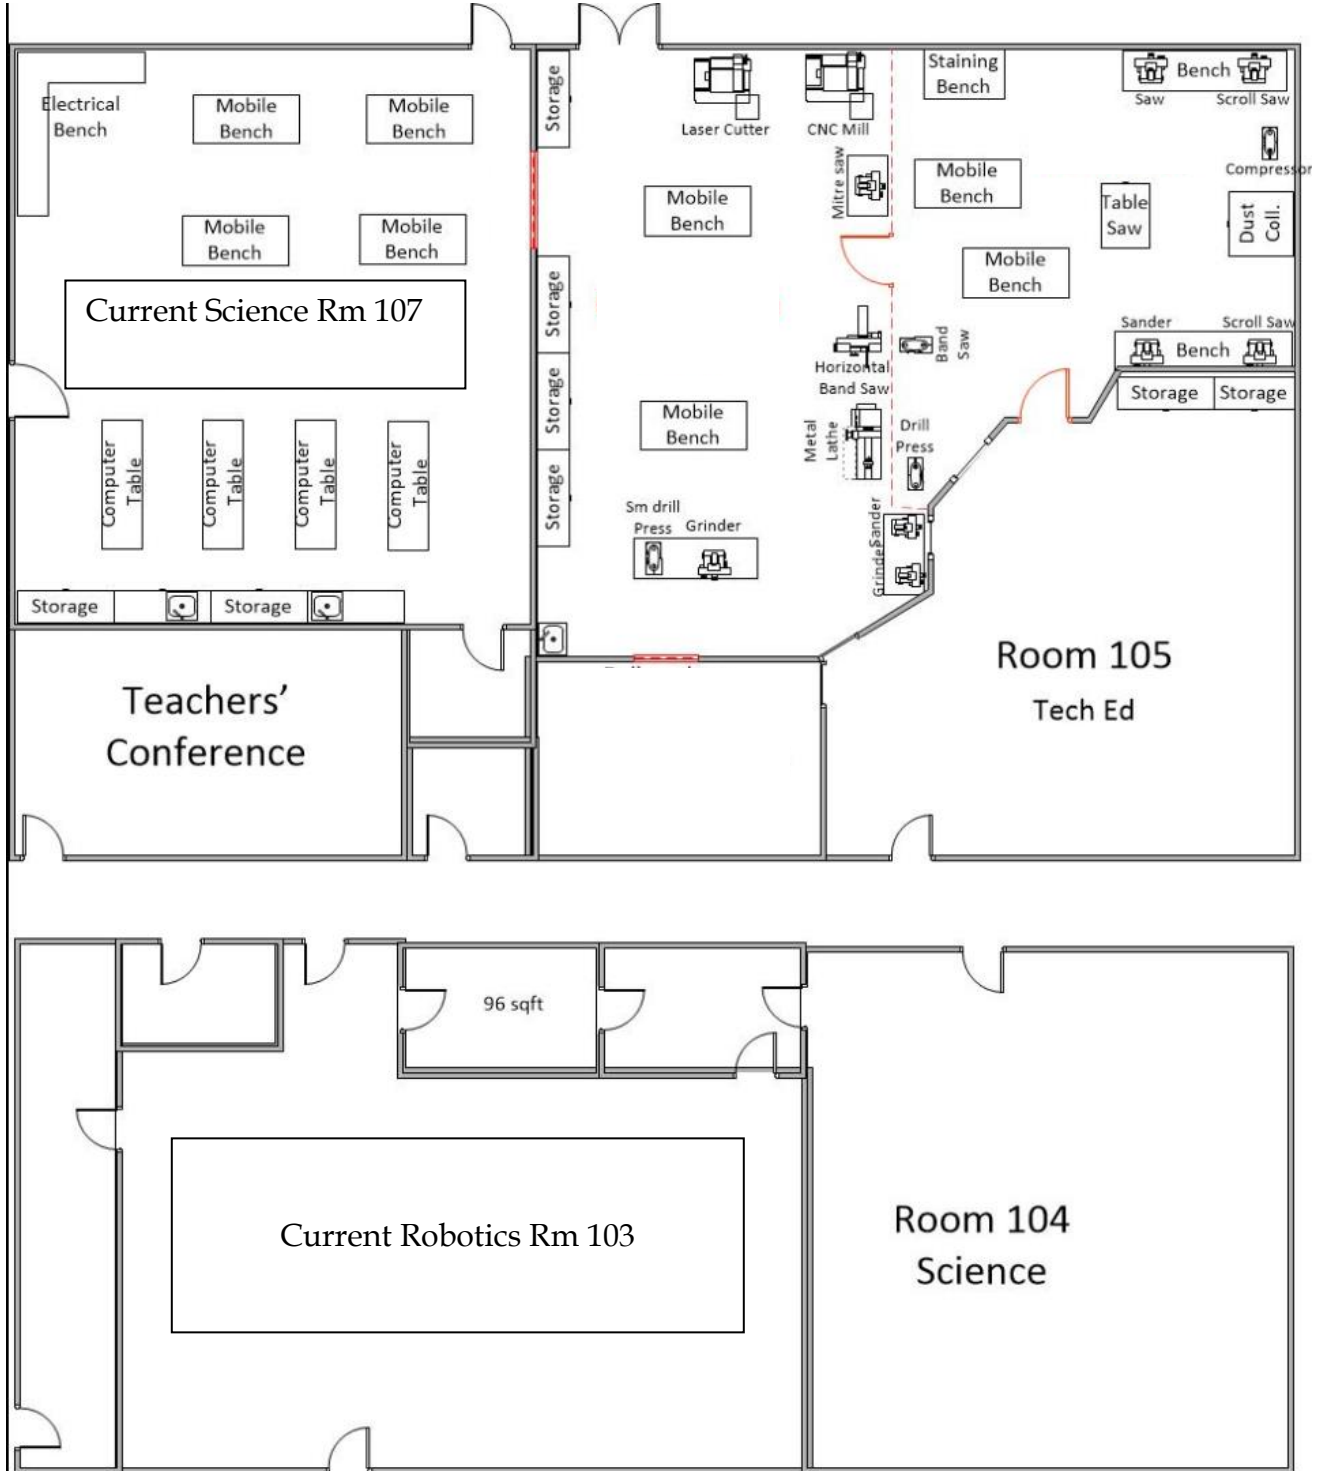 Electrical
Bench
Mobile
Bench
Mobile
Bench
Mobile
Bench
Mobile
Bench
Current Science Rm 107
Computer
Table
Computer
Table
Computer
Table
Computer
Table
Storage
Storage
Storage
Storage
Storage
Storage
Laser Cutter
CNC Mill
Mitre saw
Mobile
Bench
Mobile
Bench
Horizontal
Band Saw
Metal
Lathe
Sm drill
Press
Grinder
Staining
Bench
Bench
Saw
Scroll Saw
Compressor
Mobile
Bench
Table
Saw
Dust
Coll.
Mobile
Bench
Band
Saw
Sander
Scroll Saw
Bench
Storage
Storage
Drill
Press
Sander
Grinder
Teachers’
Conference
Room 105
Tech Ed
96 sqft
Current Robotics Rm 103
Room 104
Science